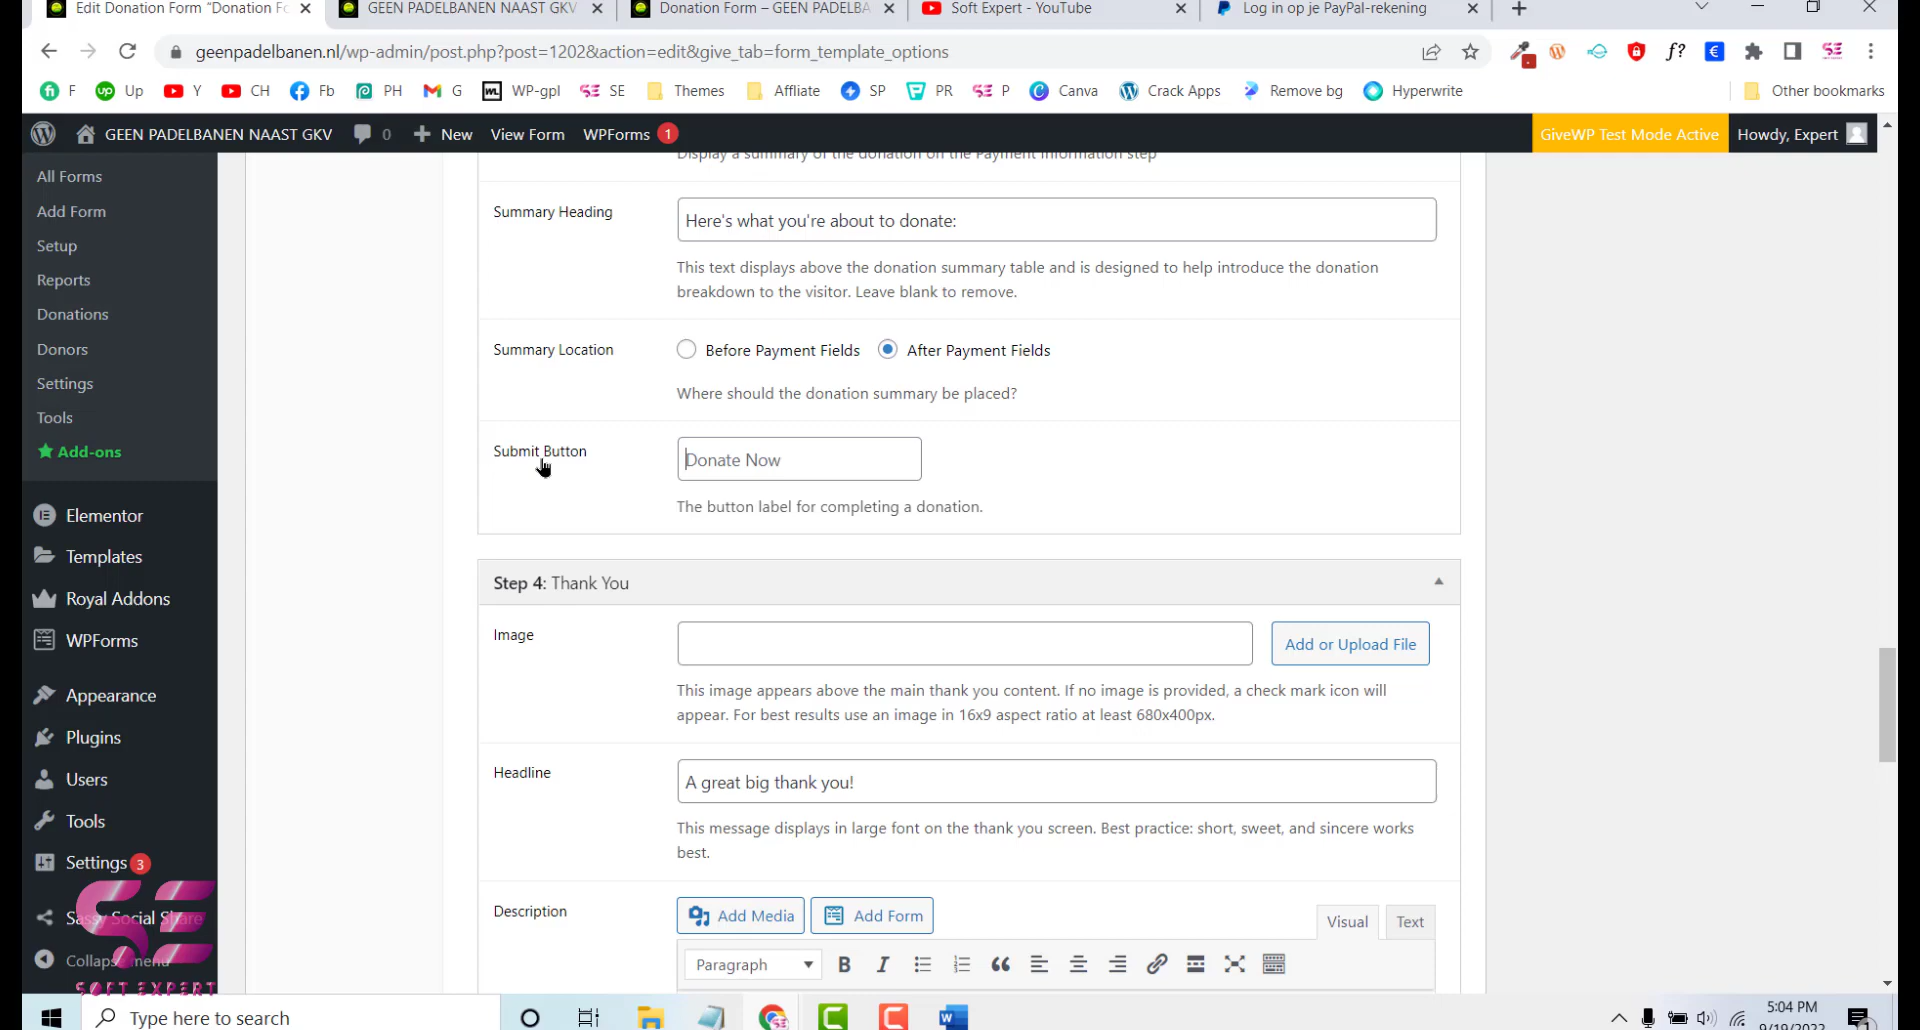 Edit Donation Form "Donation Fo
GEEN PADELBANEN NAAST GKV
Donation Form – GEEN PADELBA
Soft Expert - YouTube
Log in op je PayPal-rekening
geenpadelbanen.nl/wp-admin/post.php?post=1202&action=edit&give_tab=form_template_options
F
Up
Y
CH
Fb
PH
G
WP-gpl
SE
Themes
Affliate
SP
PR
P
Canva
Crack Apps
Remove bg
Hyperwrite
Other bookmarks
GEEN PADELBANEN NAAST GKV
0
New
View Form
WPForms 1
GiveWP Test Mode Active
Howdy, Expert
All Forms
Add Form
Setup
Reports
Donations
Donors
Settings
Tools
Add-ons
Elementor
Templates
Royal Addons
WPForms
Appearance
Plugins
Users
Tools
Settings 3
Sassy Social Share
Collapse menu
SOFT EXPERT
Display a summary of the donation on the Payment Information step
Summary Heading
Here's what you're about to donate:
This text displays above the donation summary table and is designed to help introduce the donation
breakdown to the visitor. Leave blank to remove.
Summary Location
Before Payment Fields
After Payment Fields
Where should the donation summary be placed?
Submit Button
Donate Now
The button label for completing a donation.
Step 4: Thank You
Image
Add or Upload File
This image appears above the main thank you content. If no image is provided, a check mark icon will
appear. For best results use an image in 16x9 aspect ratio at least 680x400px.
Headline
A great big thank you!
This message displays in large font on the thank you screen. Best practice: short, sweet, and sincere works
best.
Description
Add Media
Add Form
Visual
Text
Paragraph
Type here to search
5:04 PM